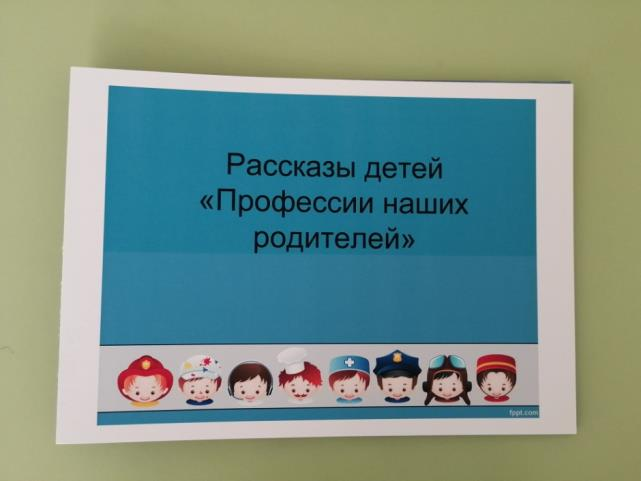 Рассказы детей
«Профессии наших
родителей»
fppt.com